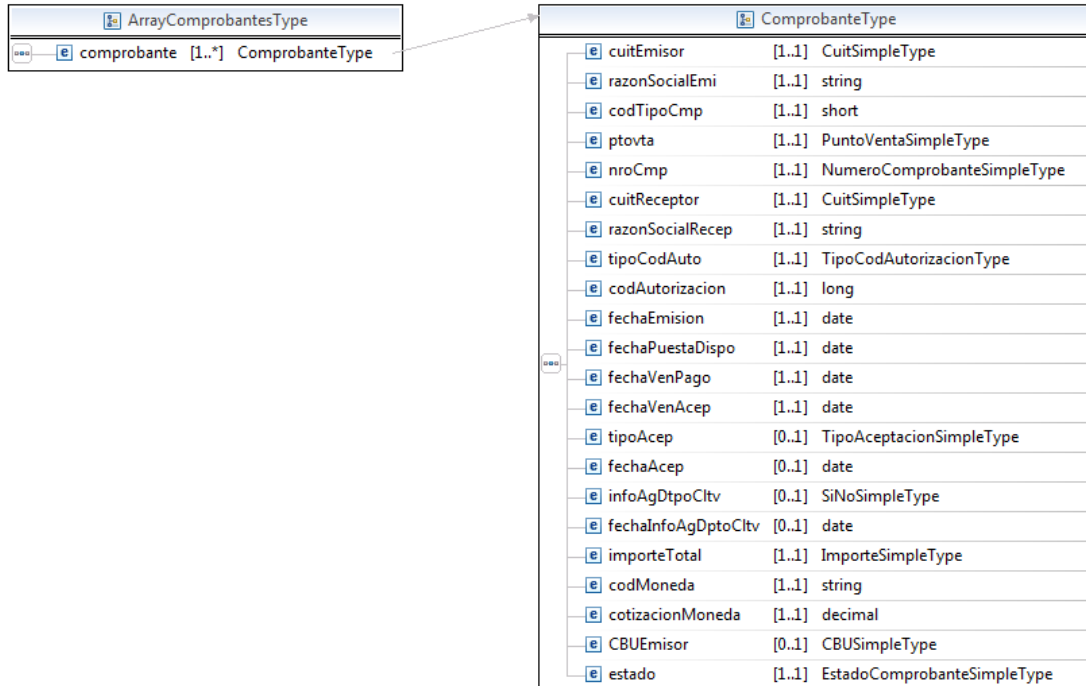 ArrayComprobantesType
e comprobante [1..*] ComprobanteType
ComprobanteType
e cuitEmisor [1..1] CuitSimpleType
e razonSocialEmi [1..1] string
e codTipoCmp [1..1] short
e ptovta [1..1] PuntoVentaSimpleType
e nroCmp [1..1] NumeroComprobanteSimpleType
e cuitReceptor [1..1] CuitSimpleType
e razonSocialRecep [1..1] string
e tipoCodAuto [1..1] TipoCodAutorizacionType
e codAutorizacion [1..1] long
e fechaEmision [1..1] date
e fechaPuestaDispo [1..1] date
e fechaVenPago [1..1] date
e fechaVenAcep [1..1] date
e tipoAcep [0..1] TipoAceptacionSimpleType
e fechaAcep [0..1] date
e infoAgDtpoCltv [0..1] SiNoSimpleType
e fechaInfoAgDptoCltv [0..1] date
e importeTotal [1..1] ImporteSimpleType
e codMoneda [1..1] string
e cotizacionMoneda [1..1] decimal
e CBUEmisor [0..1] CBUSimpleType
e estado [1..1] EstadoComprobanteSimpleType